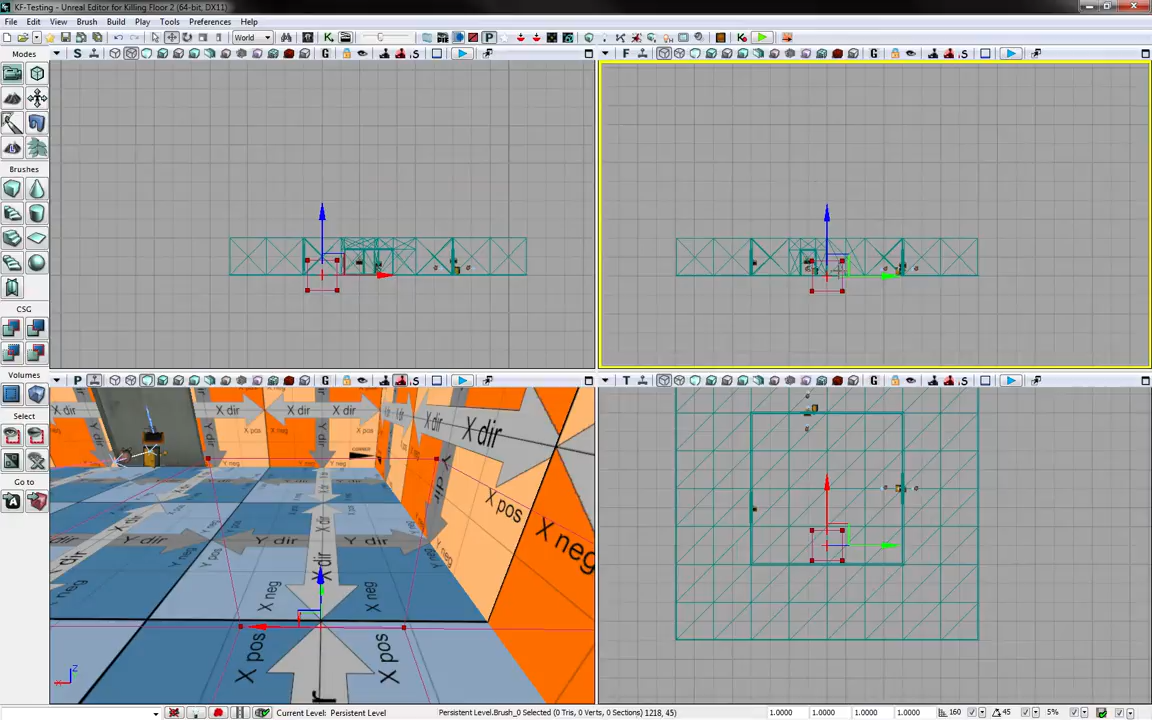 KF-Testing - Unreal Editor for Killing Floor 2 (64-bit, DX11)
File Edit View Brush Build Play Tools Preferences Help
World
Modes
S G
F G
Brushes
CSG
Volumes
P G
T G
Select
Go to
X dir X dir X dir
X dir
Y dir
X pos X neg
X pos
X neg
X dir
Y dir Y dir
X dir
X neg X neg
X pos X pos
Z
X
Current Level: Persistent Level Persistent Level.Brush_0 Selected (0 Tris, 0 Verts, 0 Sections) 1218, 45) 1.0000 1.0000 1.0000 1.0000 160 45 5%